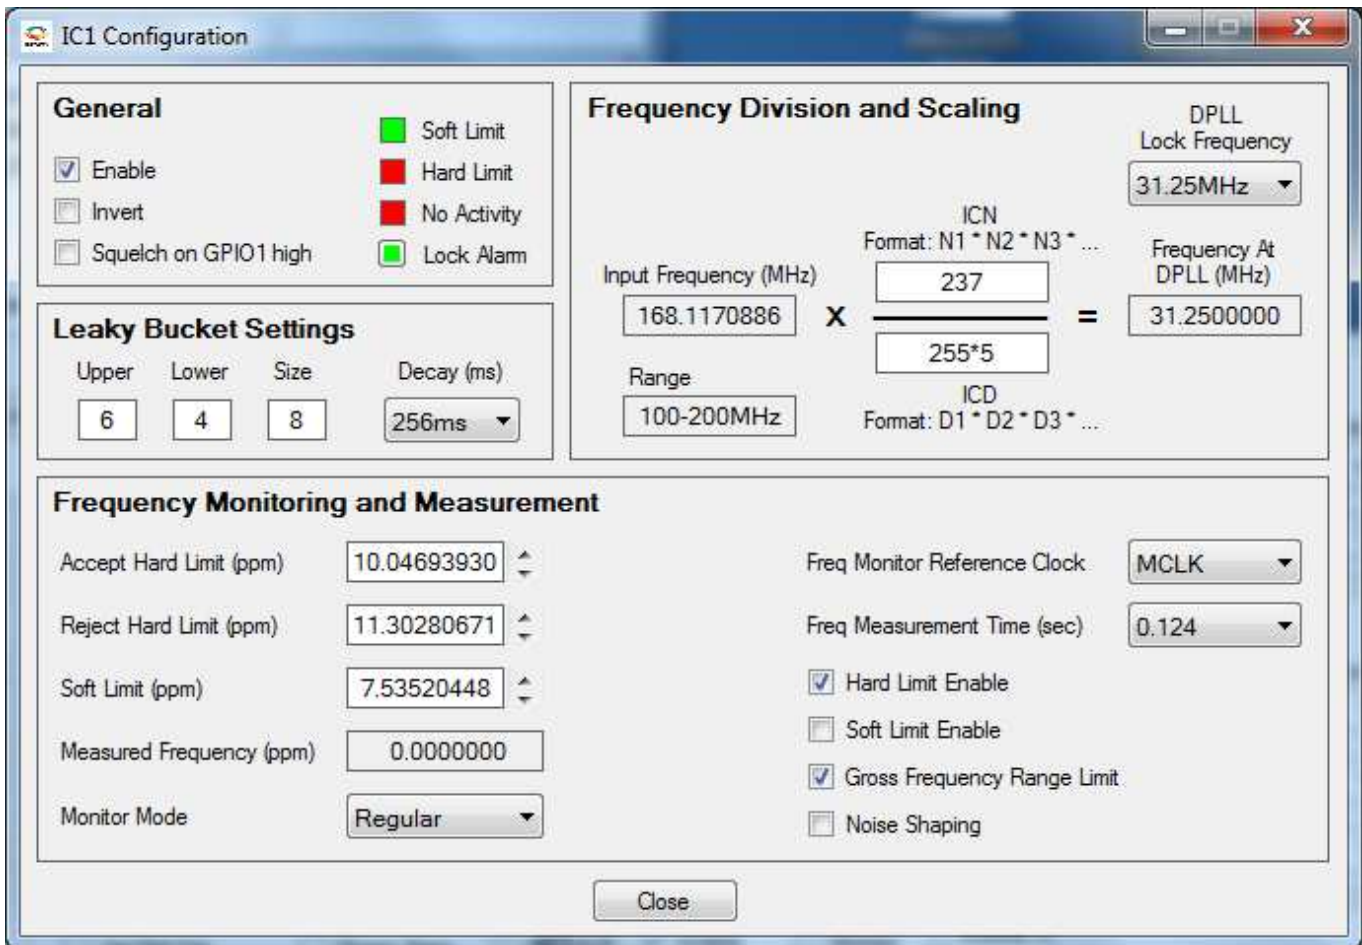 IC1 Configuration
General
Soft Limit
Enable
Hard Limit
Invert
No Activity
Squelch on GPIO1 high
Lock Alarm
Leaky Bucket Settings
Upper Lower Size Decay (ms)
6 4 8 256ms
Frequency Division and Scaling
DPLL
Lock Frequency
31.25MHz
ICN
Format: N1 * N2 * N3 * ...
Input Frequency (MHz)
168.1170886
X
237
255*5
=
Frequency At
DPLL (MHz)
31.2500000
Range
100-200MHz
ICD
Format: D1 * D2 * D3 * ...
Frequency Monitoring and Measurement
Accept Hard Limit (ppm) 10.04693930
Reject Hard Limit (ppm) 11.30280671
Soft Limit (ppm) 7.53520448
Measured Frequency (ppm) 0.0000000
Monitor Mode Regular
Freq Monitor Reference Clock MCLK
Freq Measurement Time (sec) 0.124
Hard Limit Enable
Soft Limit Enable
Gross Frequency Range Limit
Noise Shaping
Close